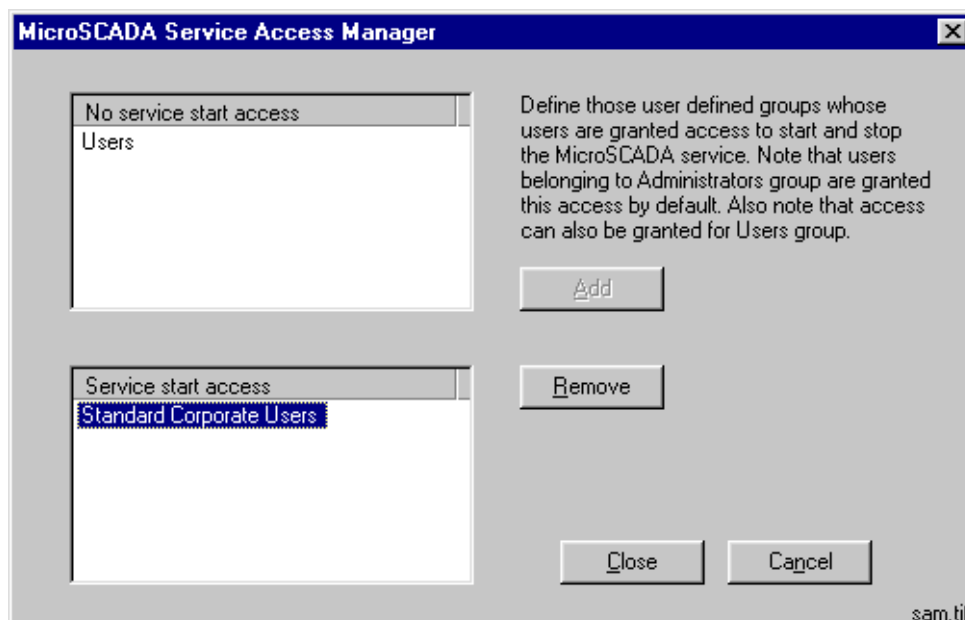 MicroSCADA Service Access Manager
No service start access
Users
Define those user defined groups whose
users are granted access to start and stop
the MicroSCADA service. Note that users
belonging to Administrators group are granted
this access by default. Also note that access
can also be granted for Users group.
Add
Service start access
Standard Corporate Users
Remove
Close
Cancel